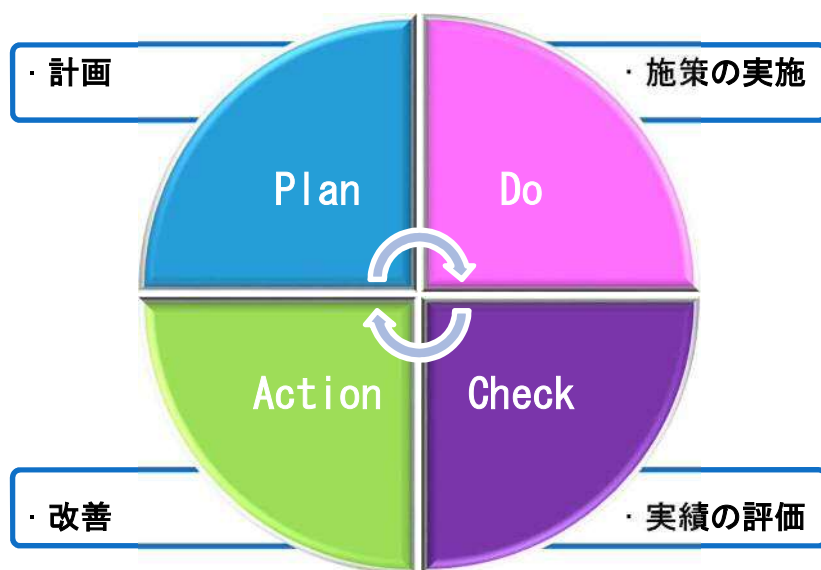 ・計画
・施策の実施
Plan
Do
Action
Check
・改善
・実績の評価